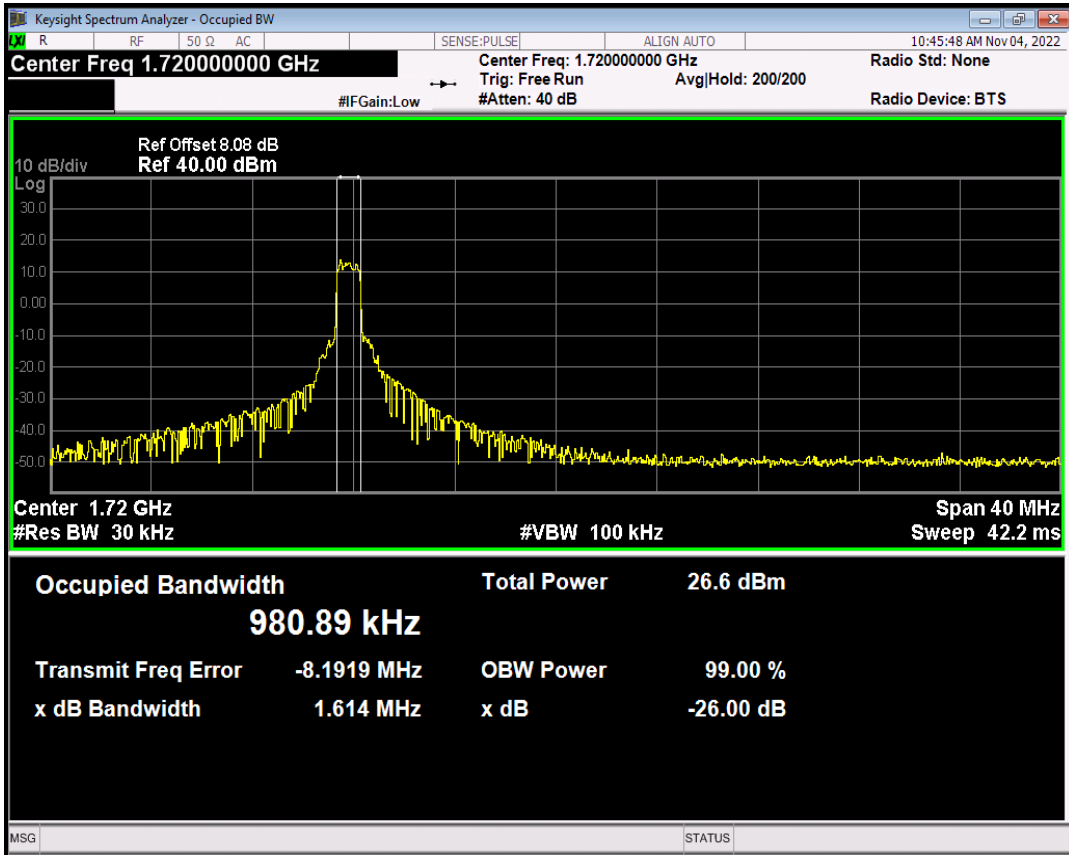 Keysight Spectrum Analyzer - Occupied BW
LXI R RF 50 Ω AC SENSE:PULSE ALIGN AUTO 10:45:48 AM Nov 04, 2022
Center Freq 1.720000000 GHz
Center Freq: 1.720000000 GHz
Radio Std: None
Trig: Free Run Avg|Hold: 200/200
#IFGain:Low
#Atten: 40 dB
Radio Device: BTS
Ref Offset 8.08 dB
10 dB/div Ref 40.00 dBm
Log
30.0
20.0
10.0
0.00
-10.0
-20.0
-30.0
-40.0
-50.0
Center 1.72 GHz Span 40 MHz
#Res BW 30 kHz #VBW 100 kHz Sweep 42.2 ms
Occupied Bandwidth Total Power 26.6 dBm
980.89 kHz
Transmit Freq Error -8.1919 MHz OBW Power 99.00 %
x dB Bandwidth 1.614 MHz x dB -26.00 dB
MSG STATUS